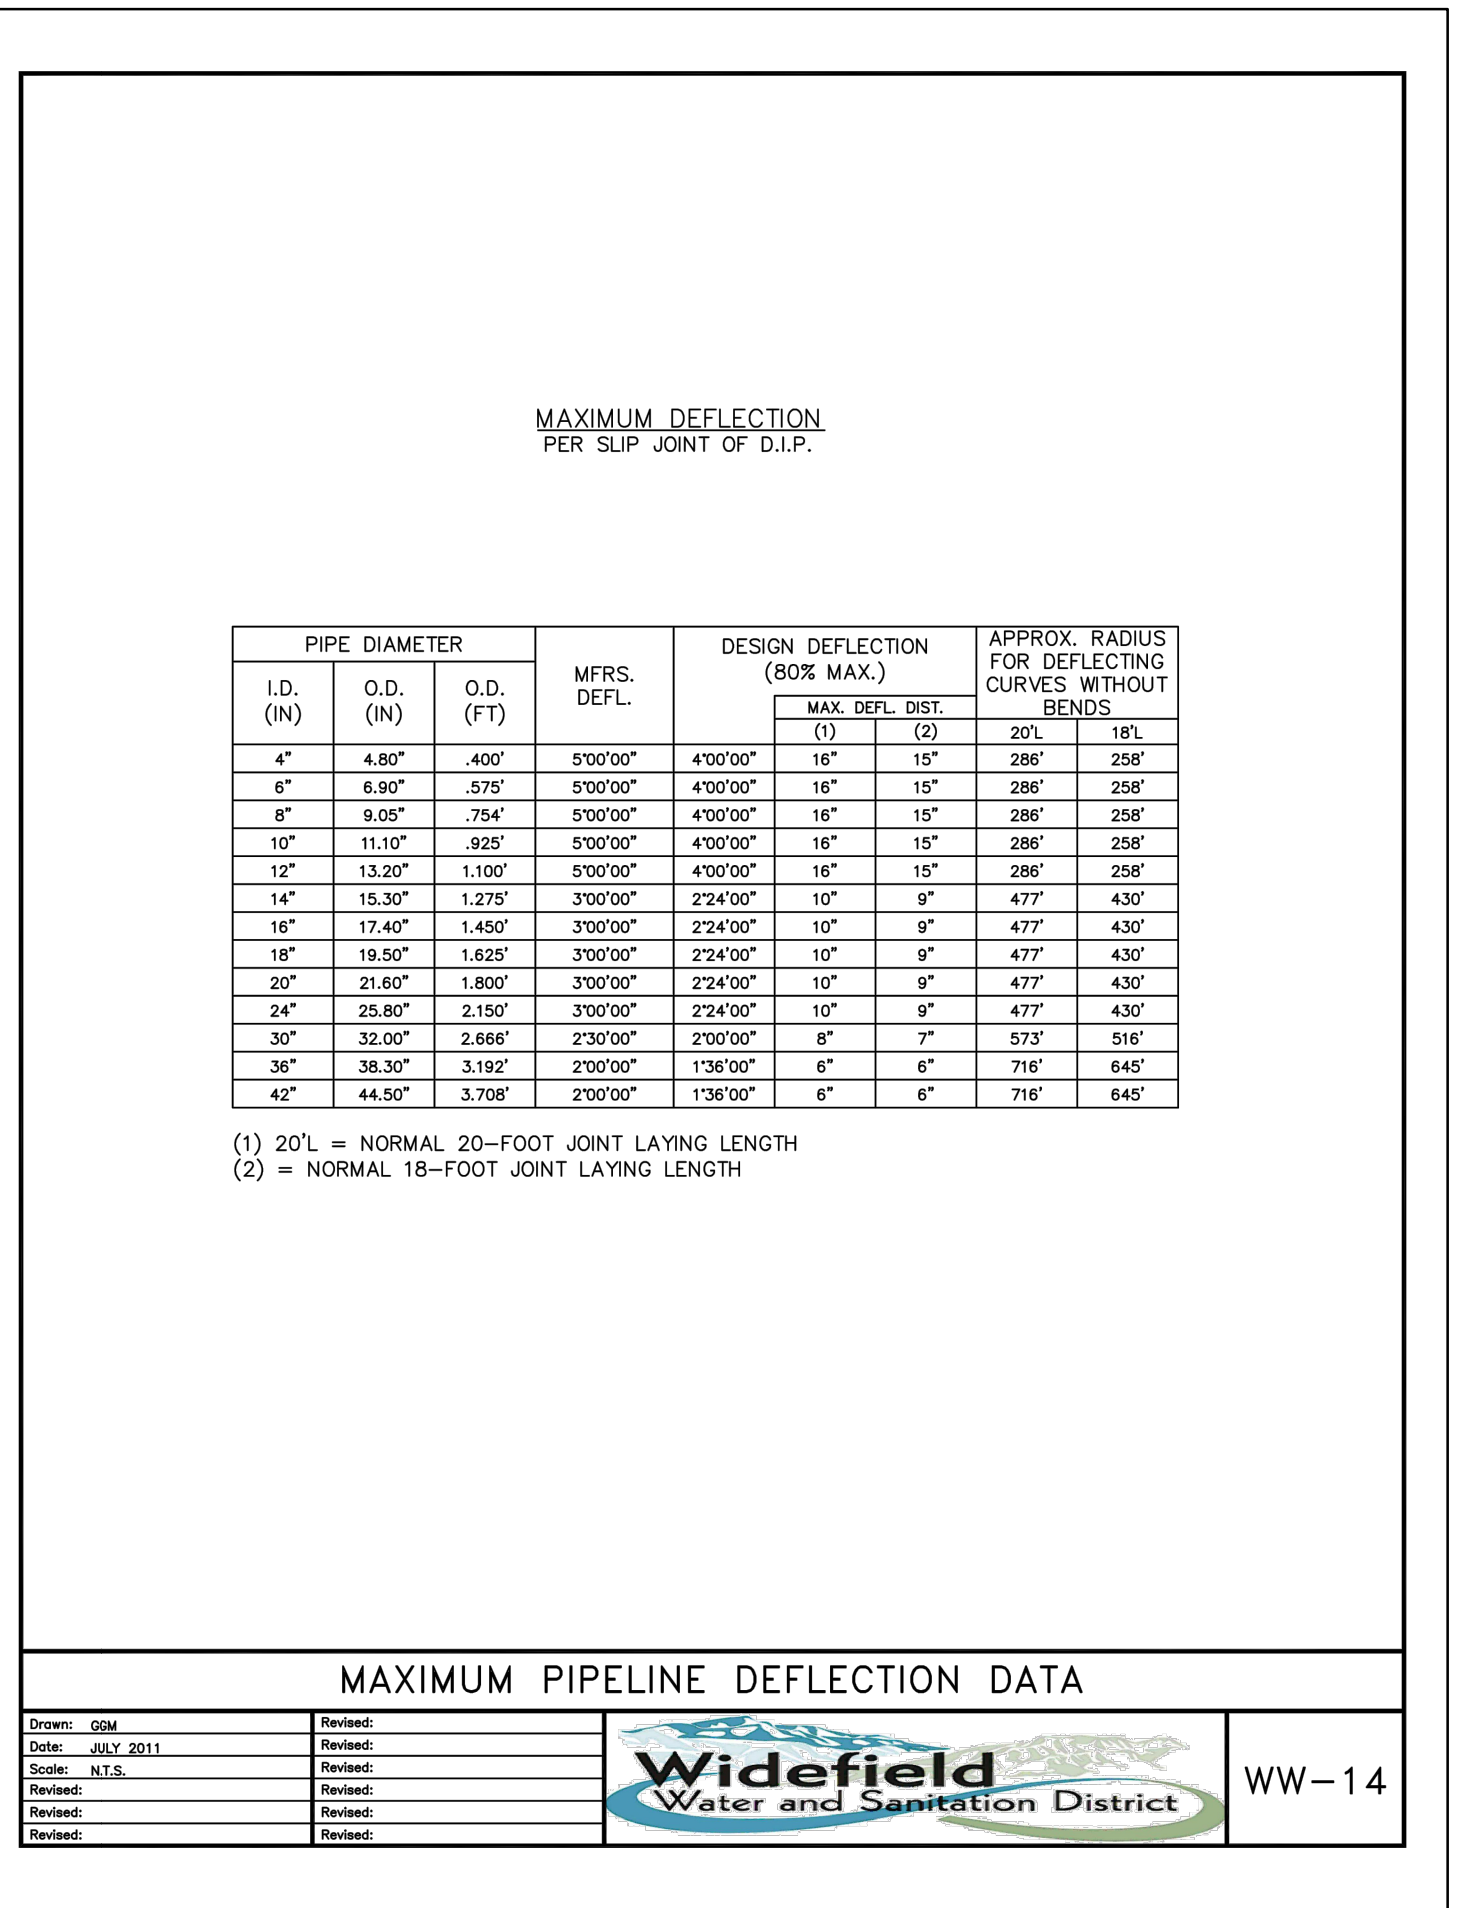 MAXIMUM DEFLECTION
PER SLIP JOINT OF D.I.P.
PIPE DIAMETER
MFRS.
DEFL.
DESIGN DEFLECTION
(80% MAX.)
APPROX. RADIUS
FOR DEFLECTING
CURVES WITHOUT
BENDS
I.D.
(IN)
O.D.
(IN)
O.D.
(FT)
MAX. DEFL. DIST.
(1) (2) 20'L 18'L
4" 4.80" .400' 5°00'00" 4°00'00" 16" 15" 286' 258'
6" 6.90" .575' 5°00'00" 4°00'00" 16" 15" 286' 258'
8" 9.05" .754' 5°00'00" 4°00'00" 16" 15" 286' 258'
10" 11.10" .925' 5°00'00" 4°00'00" 16" 15" 286' 258'
12" 13.20" 1.100' 5°00'00" 4°00'00" 16" 15" 286' 258'
14" 15.30" 1.275' 3°00'00" 2°24'00" 10" 9" 477' 430'
16" 17.40" 1.450' 3°00'00" 2°24'00" 10" 9" 477' 430'
18" 19.50" 1.625' 3°00'00" 2°24'00" 10" 9" 477' 430'
20" 21.60" 1.800' 3°00'00" 2°24'00" 10" 9" 477' 430'
24" 25.80" 2.150' 3°00'00" 2°24'00" 10" 9" 477' 430'
30" 32.00" 2.666' 2°30'00" 2°00'00" 8" 7" 573' 516'
36" 38.30" 3.192' 2°00'00" 1°36'00" 6" 6" 716' 645'
42" 44.50" 3.708' 2°00'00" 1°36'00" 6" 6" 716' 645'
(1) 20'L = NORMAL 20-FOOT JOINT LAYING LENGTH
(2) = NORMAL 18-FOOT JOINT LAYING LENGTH
MAXIMUM PIPELINE DEFLECTION DATA
Drawn: GGM
Date: JULY 2011
Scale: N.T.S.
Revised:
Revised:
Revised:
Revised:
Revised:
Revised:
Revised:
Revised:
Revised:
Widefield
Water and Sanitation District
WW-14